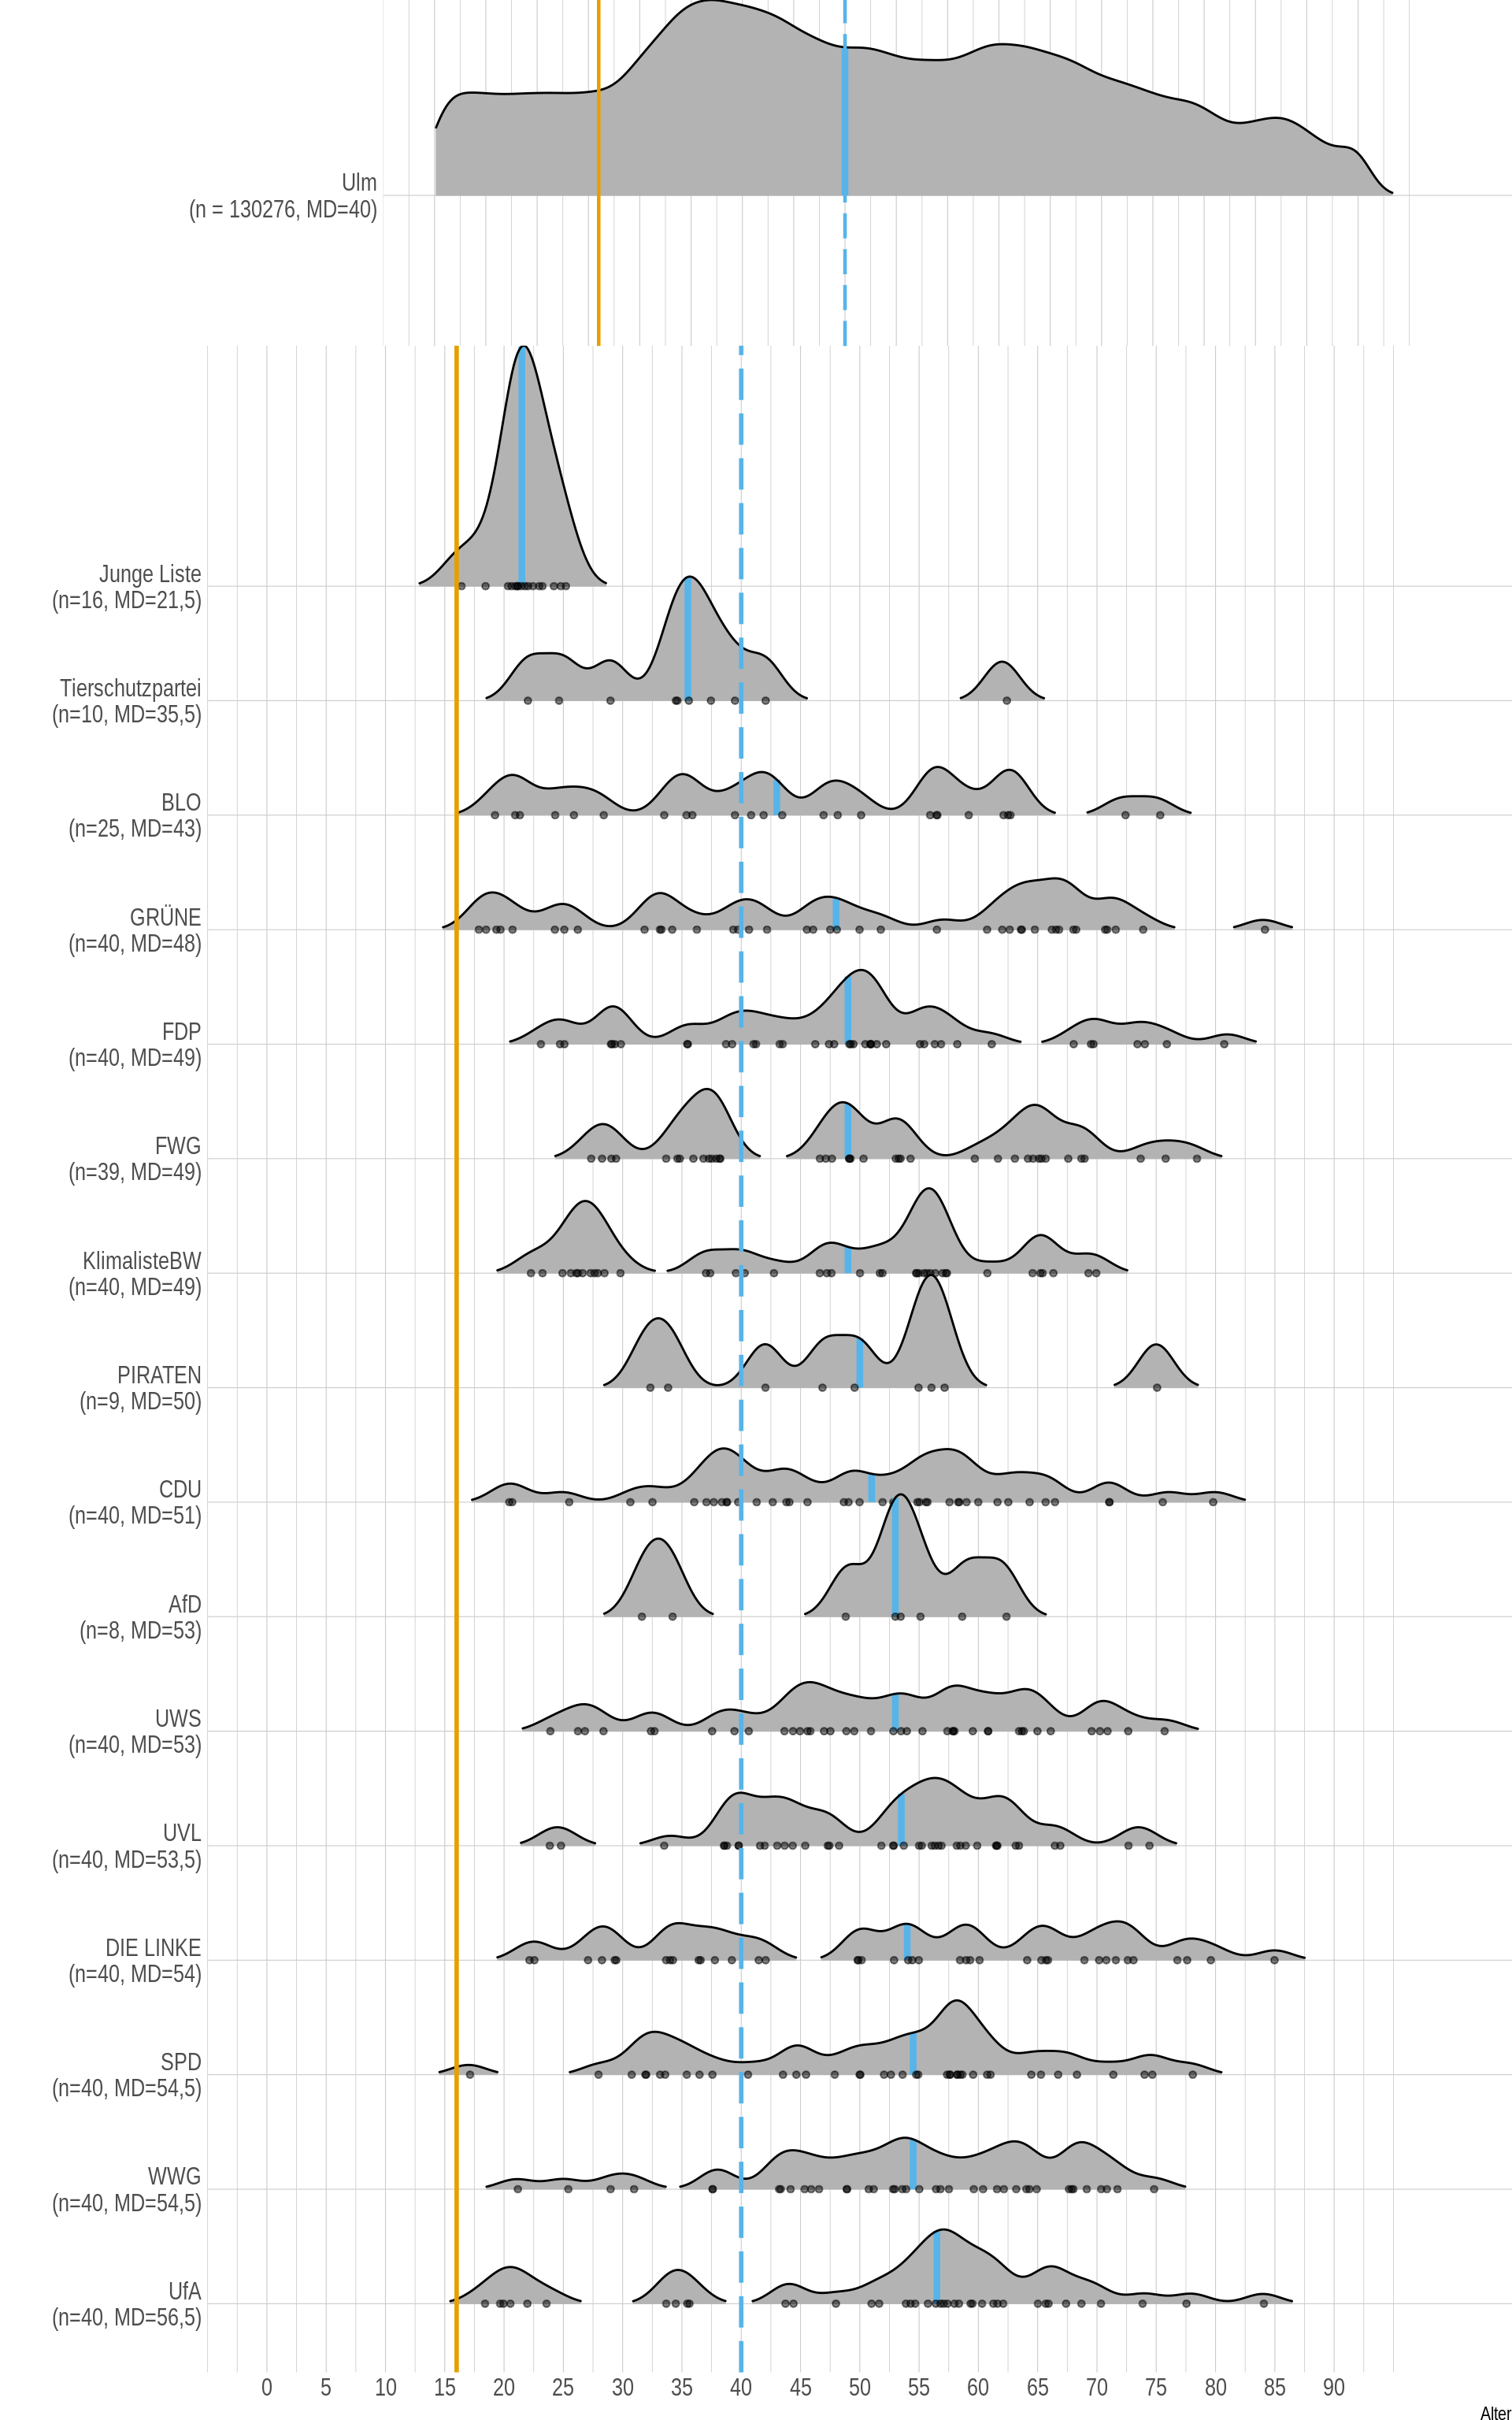 Ulm
(n = 130276, MD=40)
Junge Liste
(n=16, MD=21,5)
Tierschutzpartei
(n=10, MD=35,5)
BLO
(n=25, MD=43)
GRÜNE
(n=40, MD=48)
FDP
(n=40, MD=49)
FWG
(n=39, MD=49)
KlimalisteBW
(n=40, MD=49)
PIRATEN
(n=9, MD=50)
CDU
(n=40, MD=51)
AfD
(n=8, MD=53)
UWS
(n=40, MD=53)
UVL
(n=40, MD=53,5)
DIE LINKE
(n=40, MD=54)
SPD
(n=40, MD=54,5)
WWG
(n=40, MD=54,5)
UfA
(n=40, MD=56,5)
0 5 10 15 20 25 30 35 40 45 50 55 60 65 70 75 80 85 90
Alter